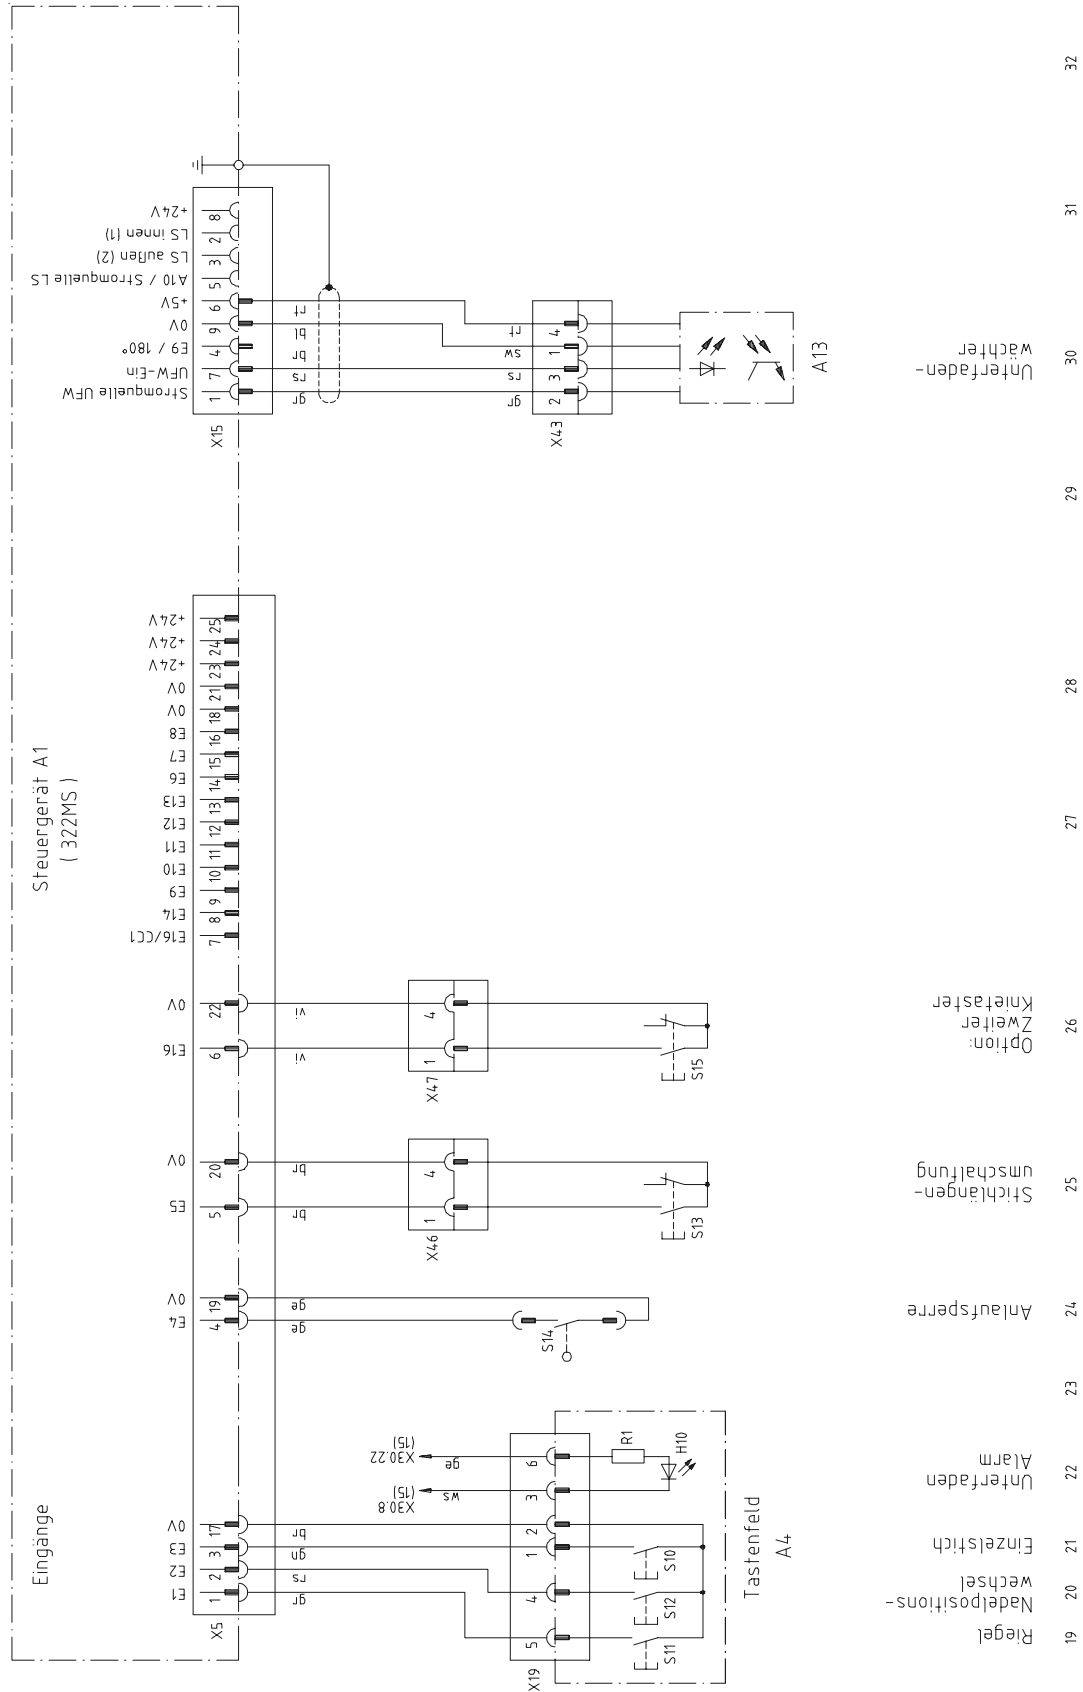 Eingänge
Steuergerät A1
( 322MS )
X5
1
E1
gr
2
E2
rs
3
E3
gn
17
0V
br
4
E4
ge
19
0V
ge
5
E5
br
20
0V
br
6
E16
vi
22
0V
vi
7
E16/CC1
8
E14
9
E9
10
E10
11
E11
12
E12
13
E13
14
E6
15
E7
16
E8
18
0V
21
0V
23
+24V
24
+24V
25
+24V
X15
1
Stromquelle UFW
gr
7
UFW-Ein
rs
4
E9 / 180°
br
9
0V
bl
6
+5V
rt
5
A10 / Stromquelle LS
3
LS außen (2)
2
LS innen (1)
8
+24V
X19
5
4
1
2
3
6
ws
X30.8
(15)
ge
X30.22
(15)
S11
S12
S10
R1
H10
Tastenfeld
A4
S14
X46
1
4
S13
X47
1
4
S15
X43
2
gr
3
rs
1
sw
4
rt
A13
Riegel
Nadelpositions-
wechsel
Einzelstich
Unterfaden
Alarm
Anlaufsperre
Stichlängen-
umschaltung
Option:
Zweiter
Knietaster
Unterfaden-
wächter
19
20
21
22
23
24
25
26
27
28
29
30
31
32